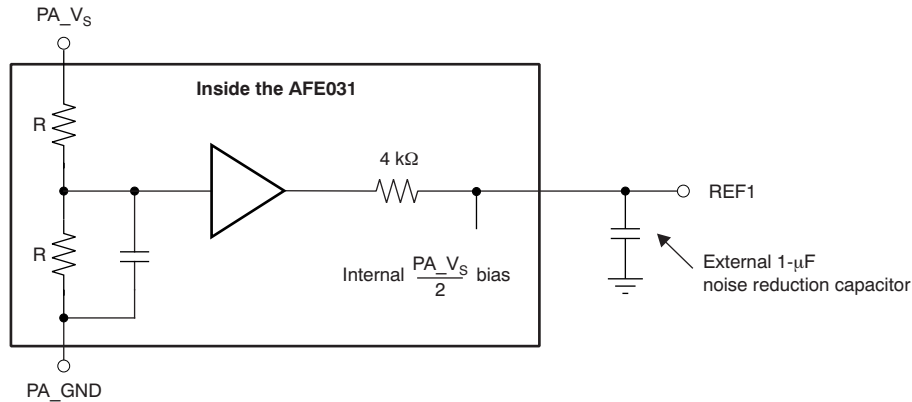 PA_VS
Inside the AFE031
R
4 kΩ
REF1
R
Internal PA_VS/2 bias
External 1-μF
noise reduction capacitor
PA_GND